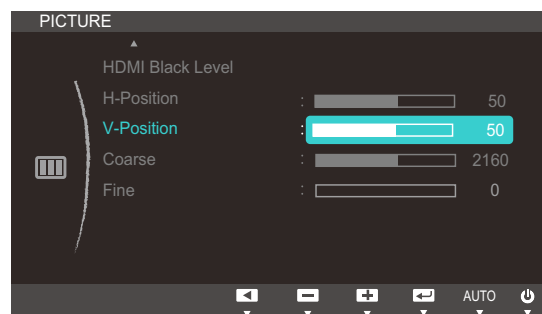 PICTURE
HDMI Black Level
H-Position : 50
V-Position : 50
Coarse : 2160
Fine : 0
AUTO